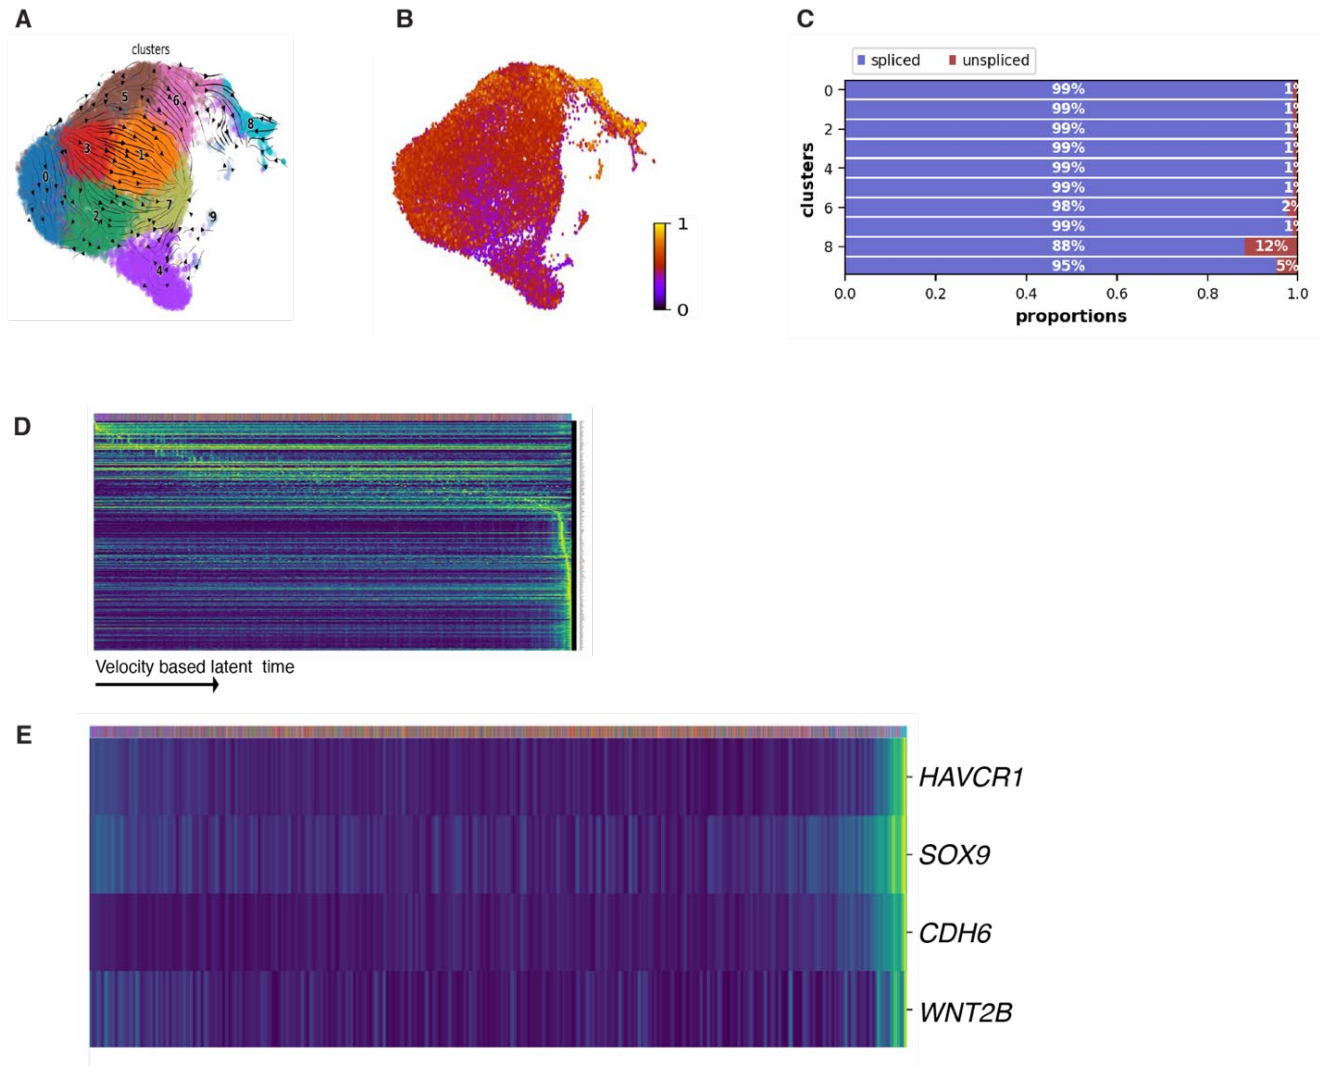 A
B
C
clusters
5
6
8
3
1
0
2
7
9
4
1
0
spliced
unspliced
0
2
4
6
8
clusters
99%
1%
99%
1%
99%
1%
99%
1%
99%
1%
99%
1%
98%
2%
99%
1%
88%
12%
95%
5%
0.0
0.2
0.4
0.6
0.8
1.0
proportions
D
Velocity based latent time
E
HAVCR1
SOX9
CDH6
WNT2B